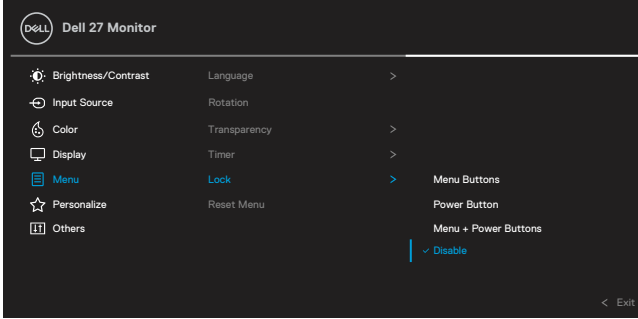 DELL Dell 27 Monitor
Brightness/Contrast Language >
Input Source Rotation
Color Transparency >
Display Timer >
Menu Lock > Menu Buttons
Personalize Reset Menu Power Button
Others Menu + Power Buttons
✓ Disable
< Exit